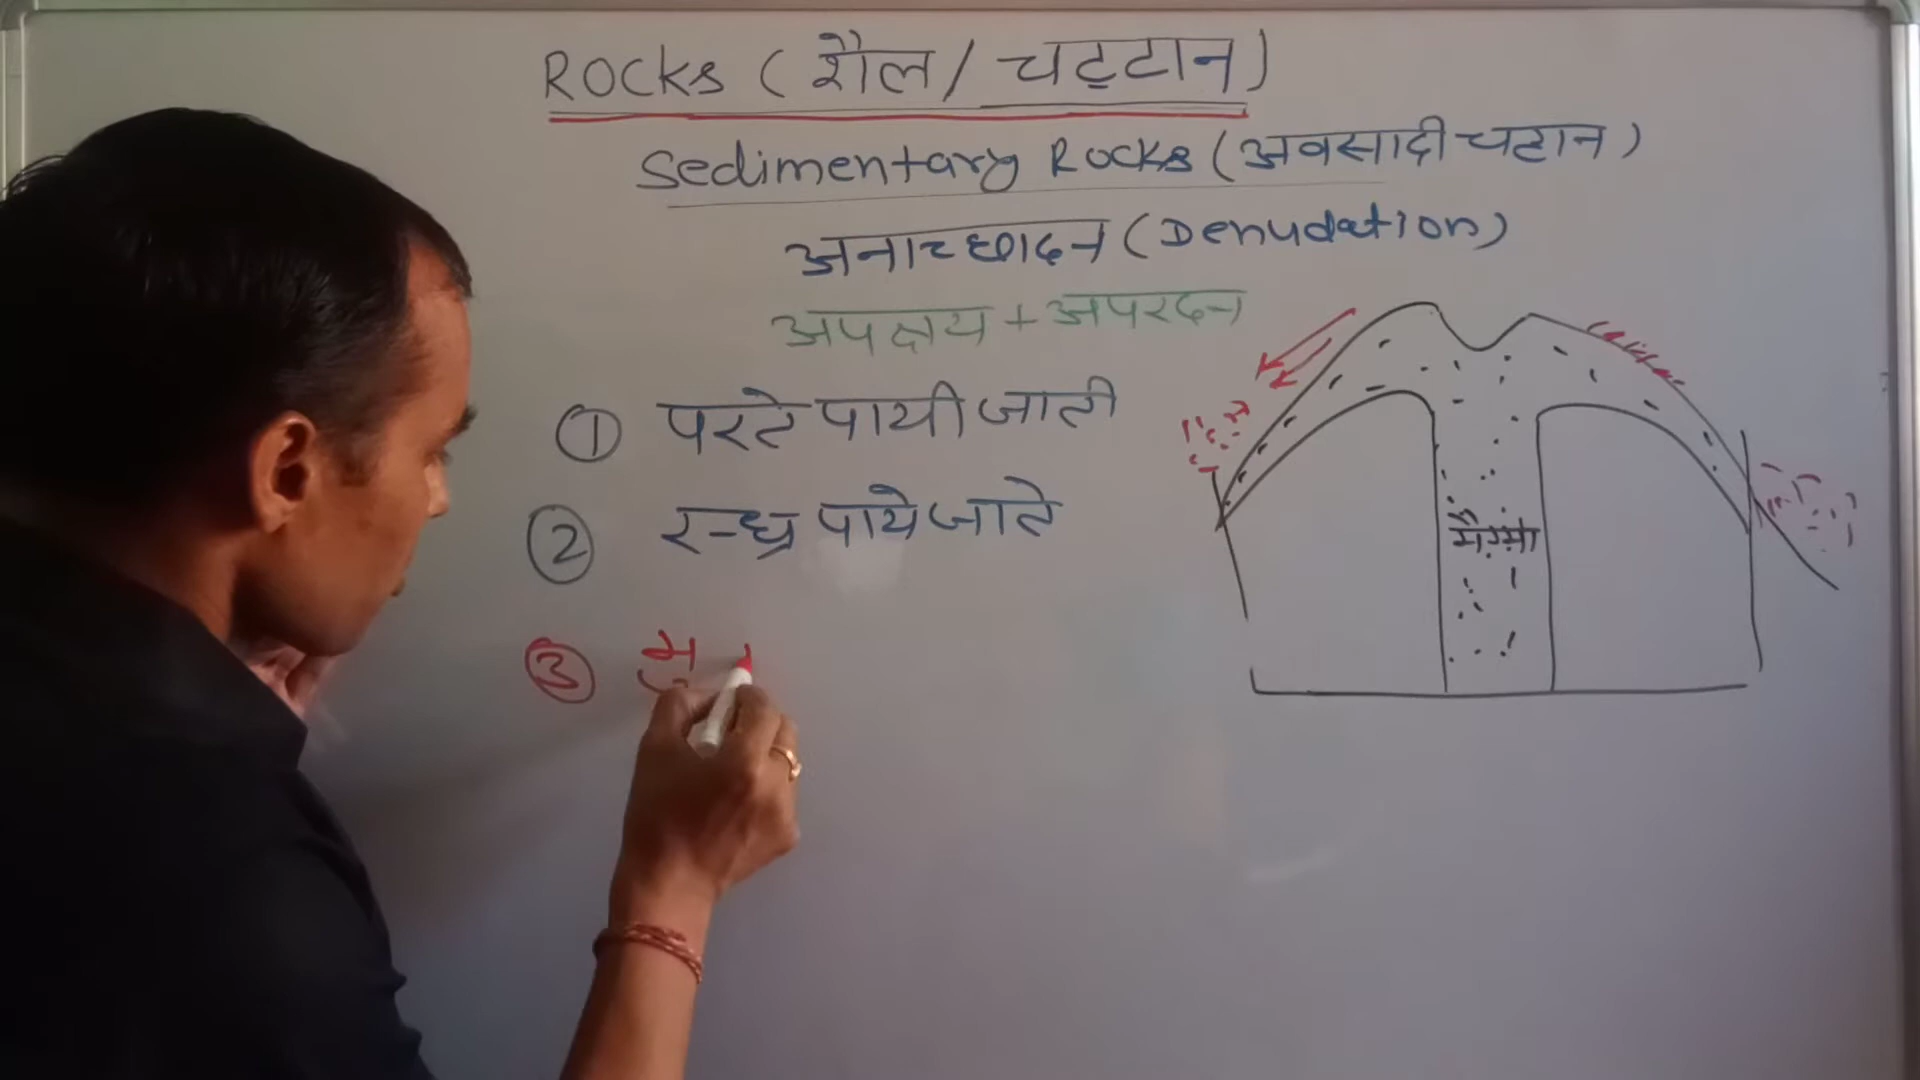 ROCKS (शैल/चट्टान)
Sedimentary Rocks (अवसादी चट्टान)
अनाच्छादन (Denudation)
अपक्षय + अपरदन
① परते पायी जाती
② रन्ध्र पाये जाते
③
मैग्मा